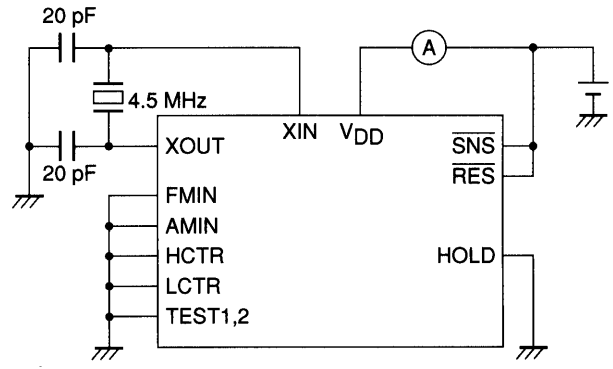 20 pF
A
4.5 MHz
XIN
VDD
XOUT
SNS
20 pF
RES
FMIN
AMIN
HCTR
HOLD
LCTR
TEST1,2